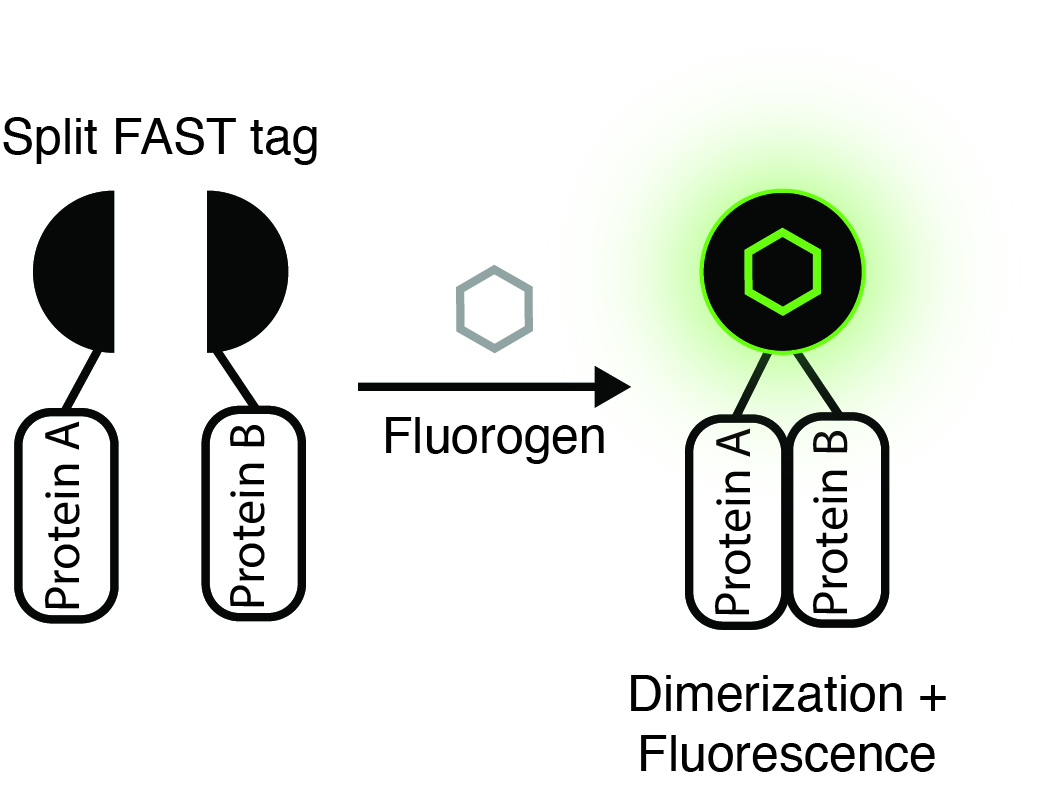 Split FAST tag
Protein A
Protein B
Fluorogen
Protein A
Protein B
Dimerization +
Fluorescence